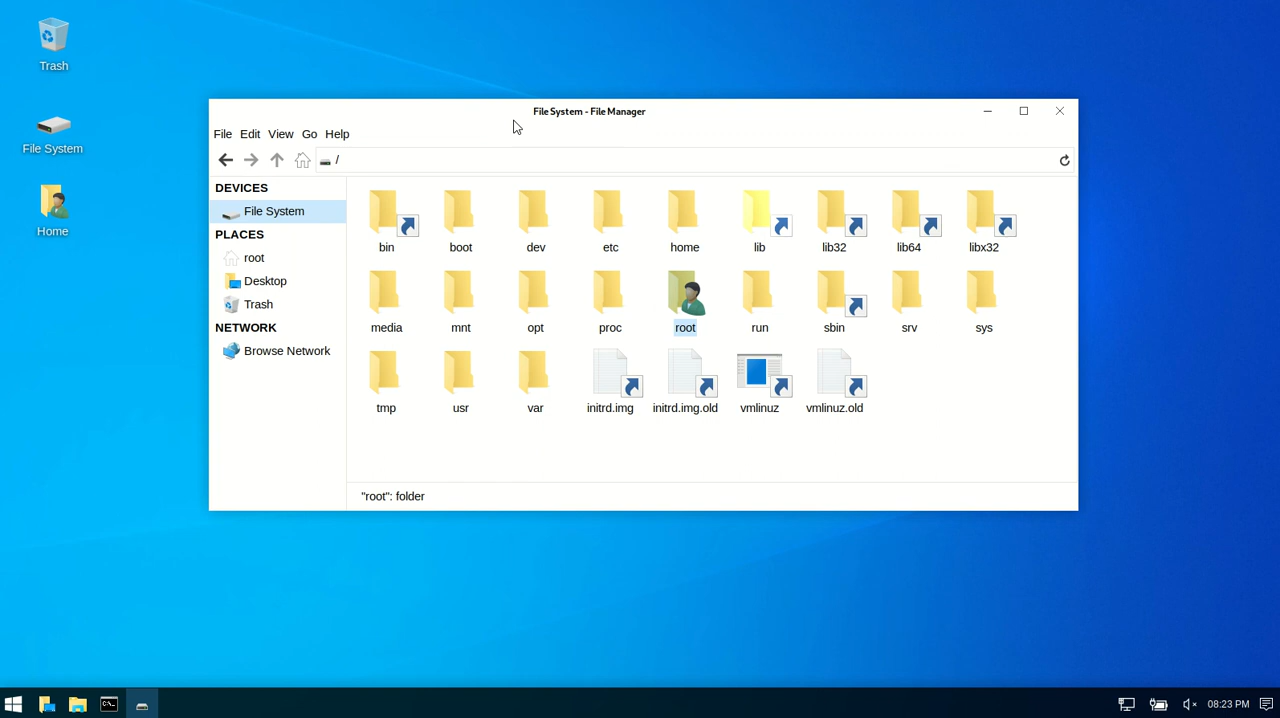 Trash
File System
Home
File System - File Manager
File Edit View Go Help
/
DEVICES
File System
PLACES
root
Desktop
Trash
NETWORK
Browse Network
bin boot dev etc home lib lib32 lib64 libx32
media mnt opt proc root run sbin srv sys
tmp usr var initrd.img initrd.img.old vmlinuz vmlinuz.old
"root": folder
08:23 PM